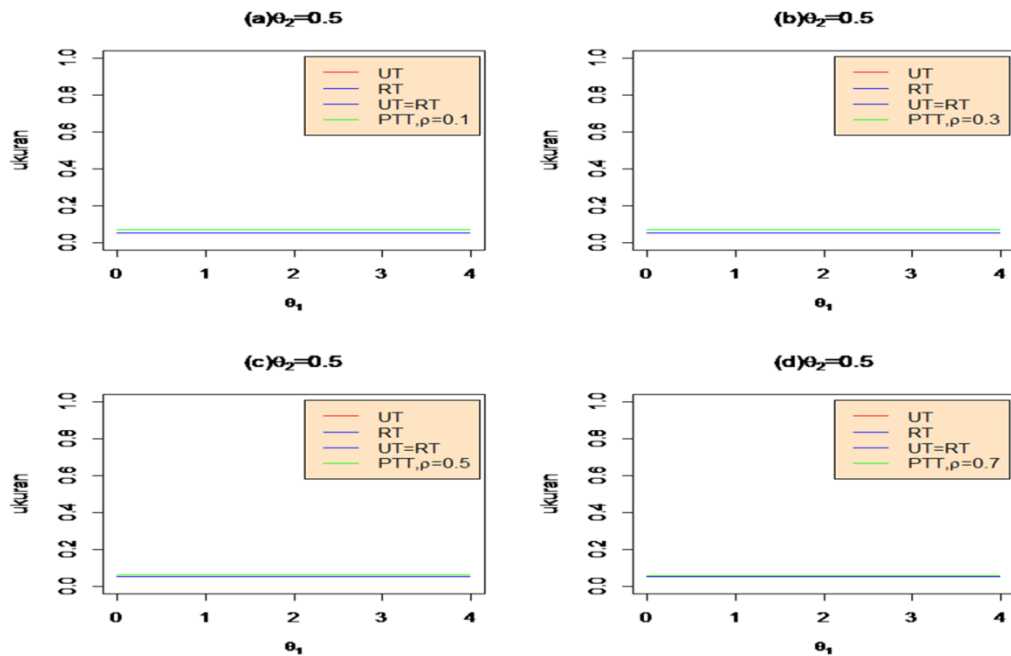 (a)θ₂=0.5
ukuran
1.0
0.8
0.6
0.4
0.2
0.0
UT
RT
UT=RT
PTT,ρ=0.1
0 1 2 3 4
θ₁
(b)θ₂=0.5
ukuran
1.0
0.8
0.6
0.4
0.2
0.0
UT
RT
UT=RT
PTT,ρ=0.3
0 1 2 3 4
θ₁
(c)θ₂=0.5
ukuran
1.0
0.8
0.6
0.4
0.2
0.0
UT
RT
UT=RT
PTT,ρ=0.5
0 1 2 3 4
θ₁
(d)θ₂=0.5
ukuran
1.0
0.8
0.6
0.4
0.2
0.0
UT
RT
UT=RT
PTT,ρ=0.7
0 1 2 3 4
θ₁